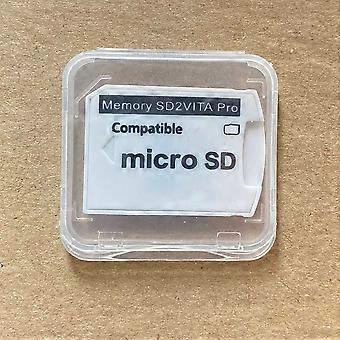 Memory SD2VITA Pro
Compatible
micro SD